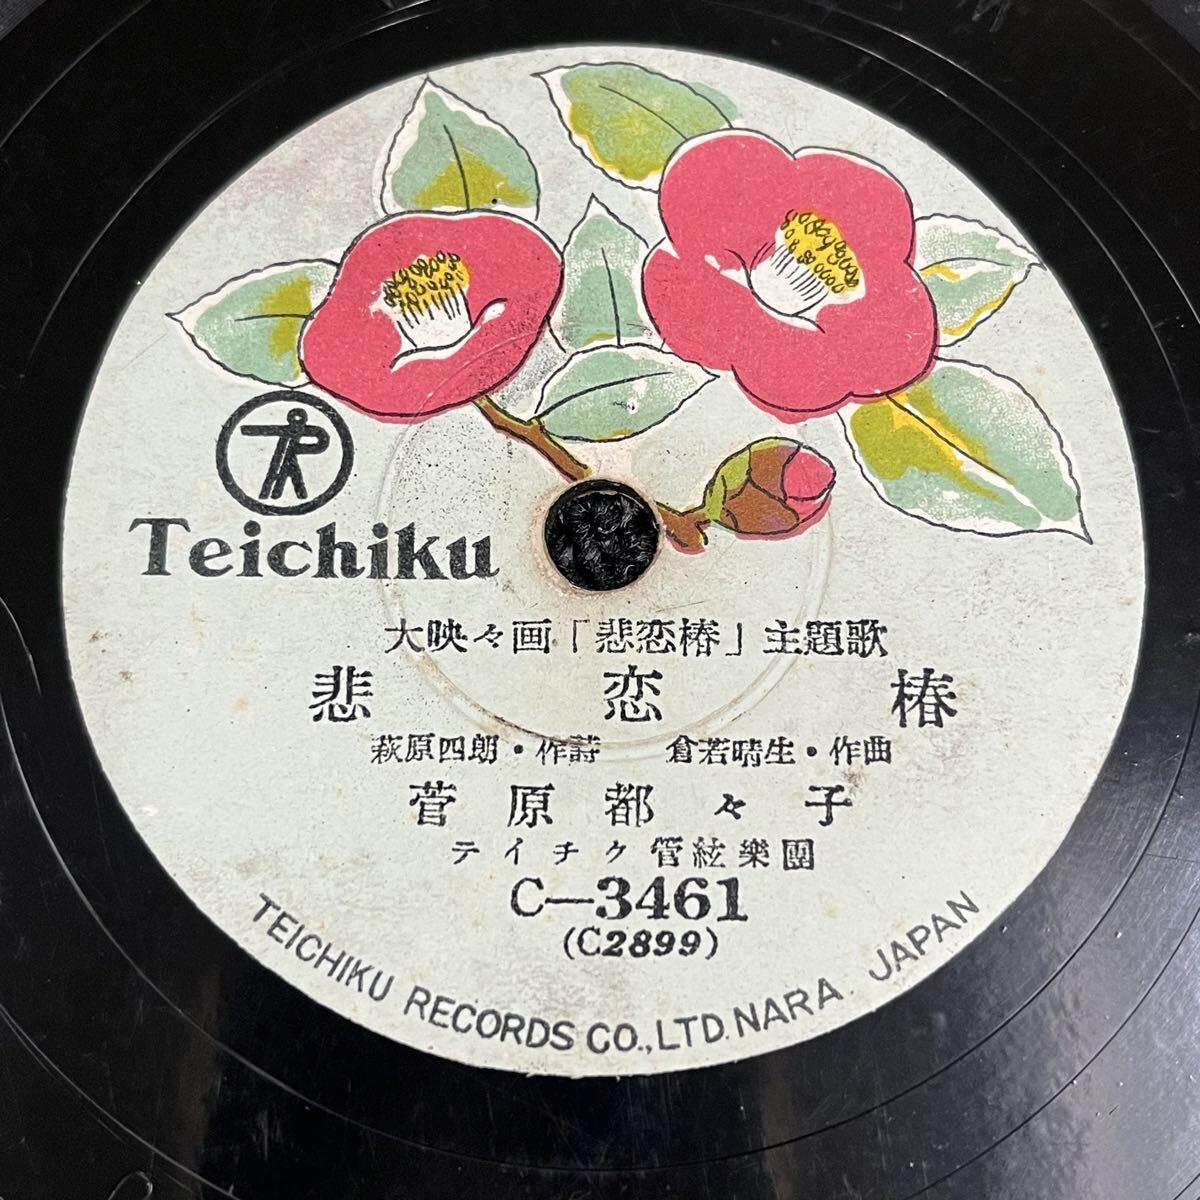 Teichiku
大映々画「悲恋椿」主題歌
悲恋椿
萩原四朗・作詩 倉若晴生・作曲
菅原都々子
テイチク管絃樂團
C—3461
(C2899)
TEICHIKU RECORDS CO., LTD. NARA. JAPAN